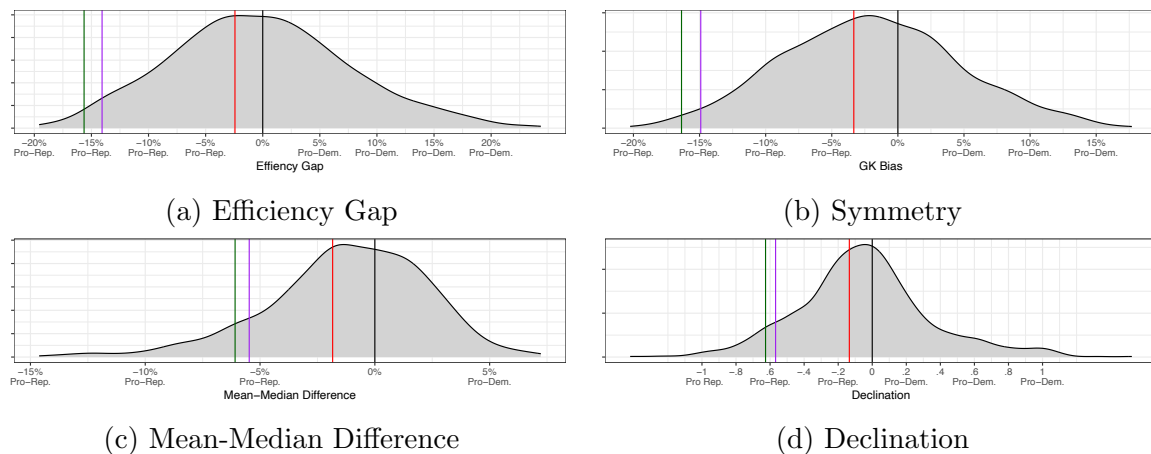 −20% −15% −10% −5% 0% 5% 10% 15% 20%
Pro−Rep. Pro−Rep. Pro−Rep. Pro−Rep. Pro−Dem. Pro−Dem. Pro−Dem. Pro−Dem.
Effiency Gap
(a) Efficiency Gap
−20% −15% −10% −5% 0% 5% 10% 15%
Pro−Rep. Pro−Rep. Pro−Rep. Pro−Rep. Pro−Dem. Pro−Dem. Pro−Dem.
GK Bias
(b) Symmetry
−15% −10% −5% 0% 5%
Pro−Rep. Pro−Rep. Pro−Rep. Pro−Dem.
Mean−Median Difference
(c) Mean-Median Difference
−1 −.8 −.6 −.4 −.2 0 .2 .4 .6 .8 1
Pro Rep. Pro−Rep. Pro−Rep. Pro−Dem. Pro−Dem. Pro−Dem.
Declination
(d) Declination